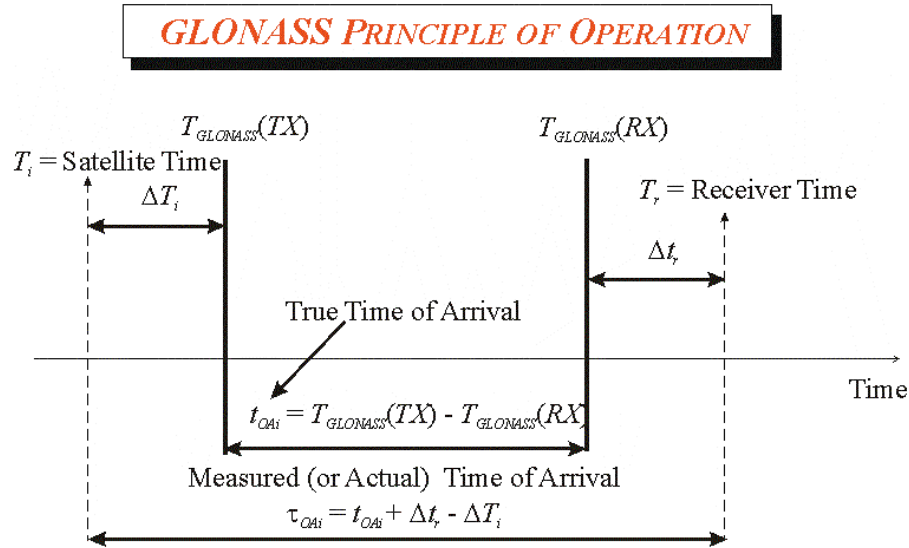 GLONASS PRINCIPLE OF OPERATION
T_GLONASS(TX)
T_GLONASS(RX)
T_i = Satellite Time
T_r = Receiver Time
ΔT_i
Δt_r
True Time of Arrival
Time
t_OAi = T_GLONASS(TX) - T_GLONASS(RX)
Measured (or Actual) Time of Arrival
τ_OAi = t_OAi + Δt_r - ΔT_i